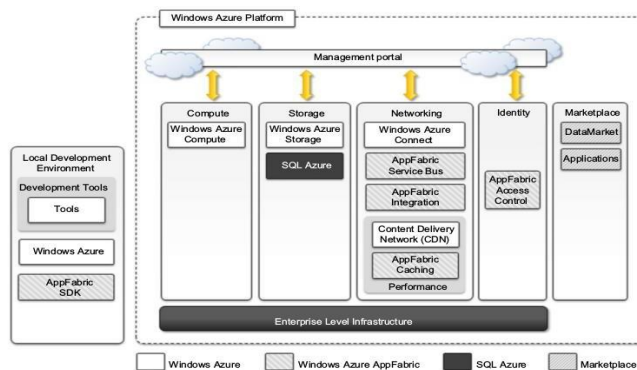 Windows Azure Platform
Management portal
Compute
Windows Azure
Compute
Storage
Windows Azure
Storage
SQL Azure
Networking
Windows Azure
Connect
AppFabric
Service Bus
AppFabric
Integration
Content Delivery
Network (CDN)
AppFabric
Caching
Performance
Identity
AppFabric
Access
Control
Marketplace
DataMarket
Applications
Local Development
Environment
Development Tools
Tools
Windows Azure
AppFabric
SDK
Enterprise Level Infrastructure
Windows Azure
Windows Azure AppFabric
SQL Azure
Marketplace